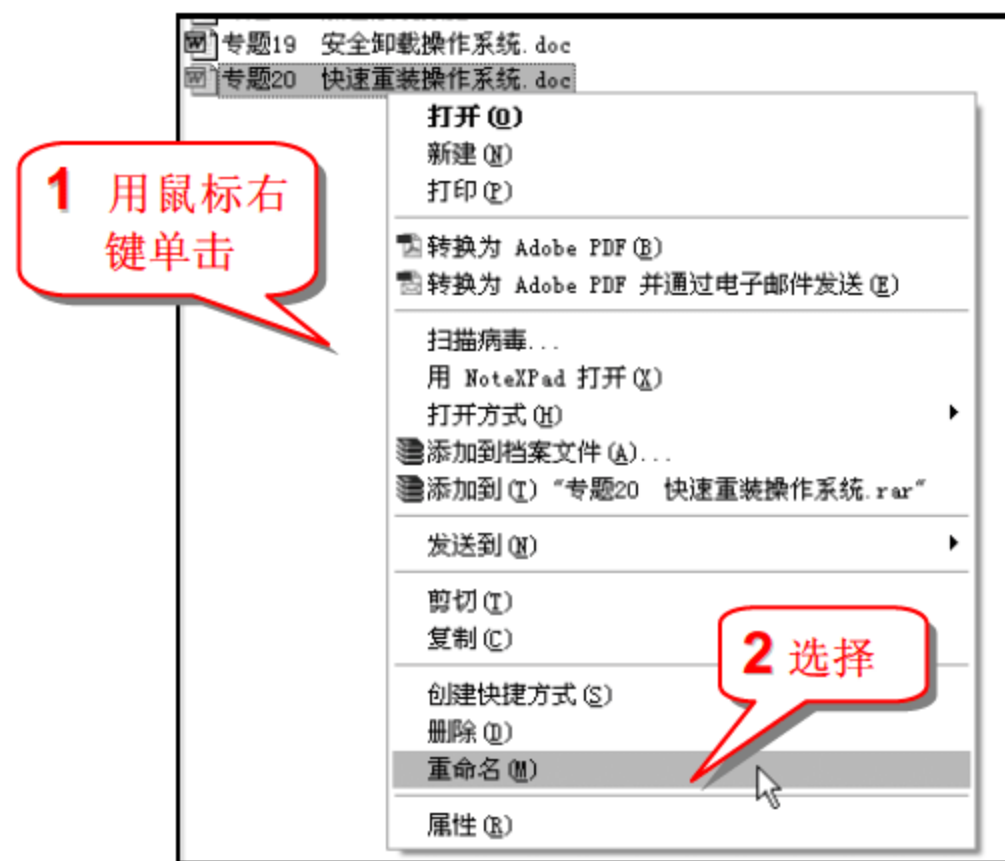 专题19 安全卸载操作系统.doc
专题20 快速重装操作系统.doc
打开(O)
新建(N)
打印(P)
1 用鼠标右
键单击
转换为 Adobe PDF(B)
转换为 Adobe PDF 并通过电子邮件发送(E)
扫描病毒...
用 NoteXPad 打开(X)
打开方式(H)
添加到档案文件(A)...
添加到(T) "专题20 快速重装操作系统.rar"
发送到(N)
剪切(T)
复制(C)
2 选择
创建快捷方式(S)
删除(D)
重命名(M)
属性(R)